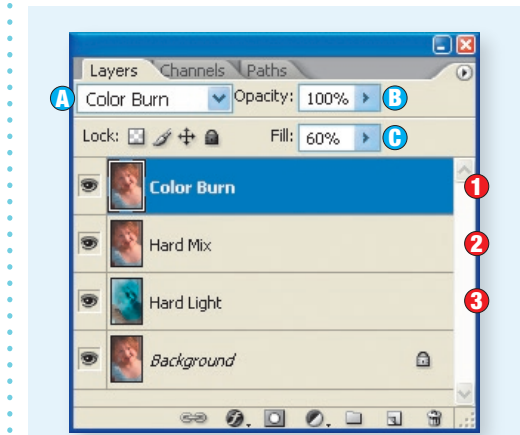 Layers Channels Paths
A Color Burn Opacity: 100% B
Lock: Fill: 60% C
Color Burn 1
Hard Mix 2
Hard Light 3
Background